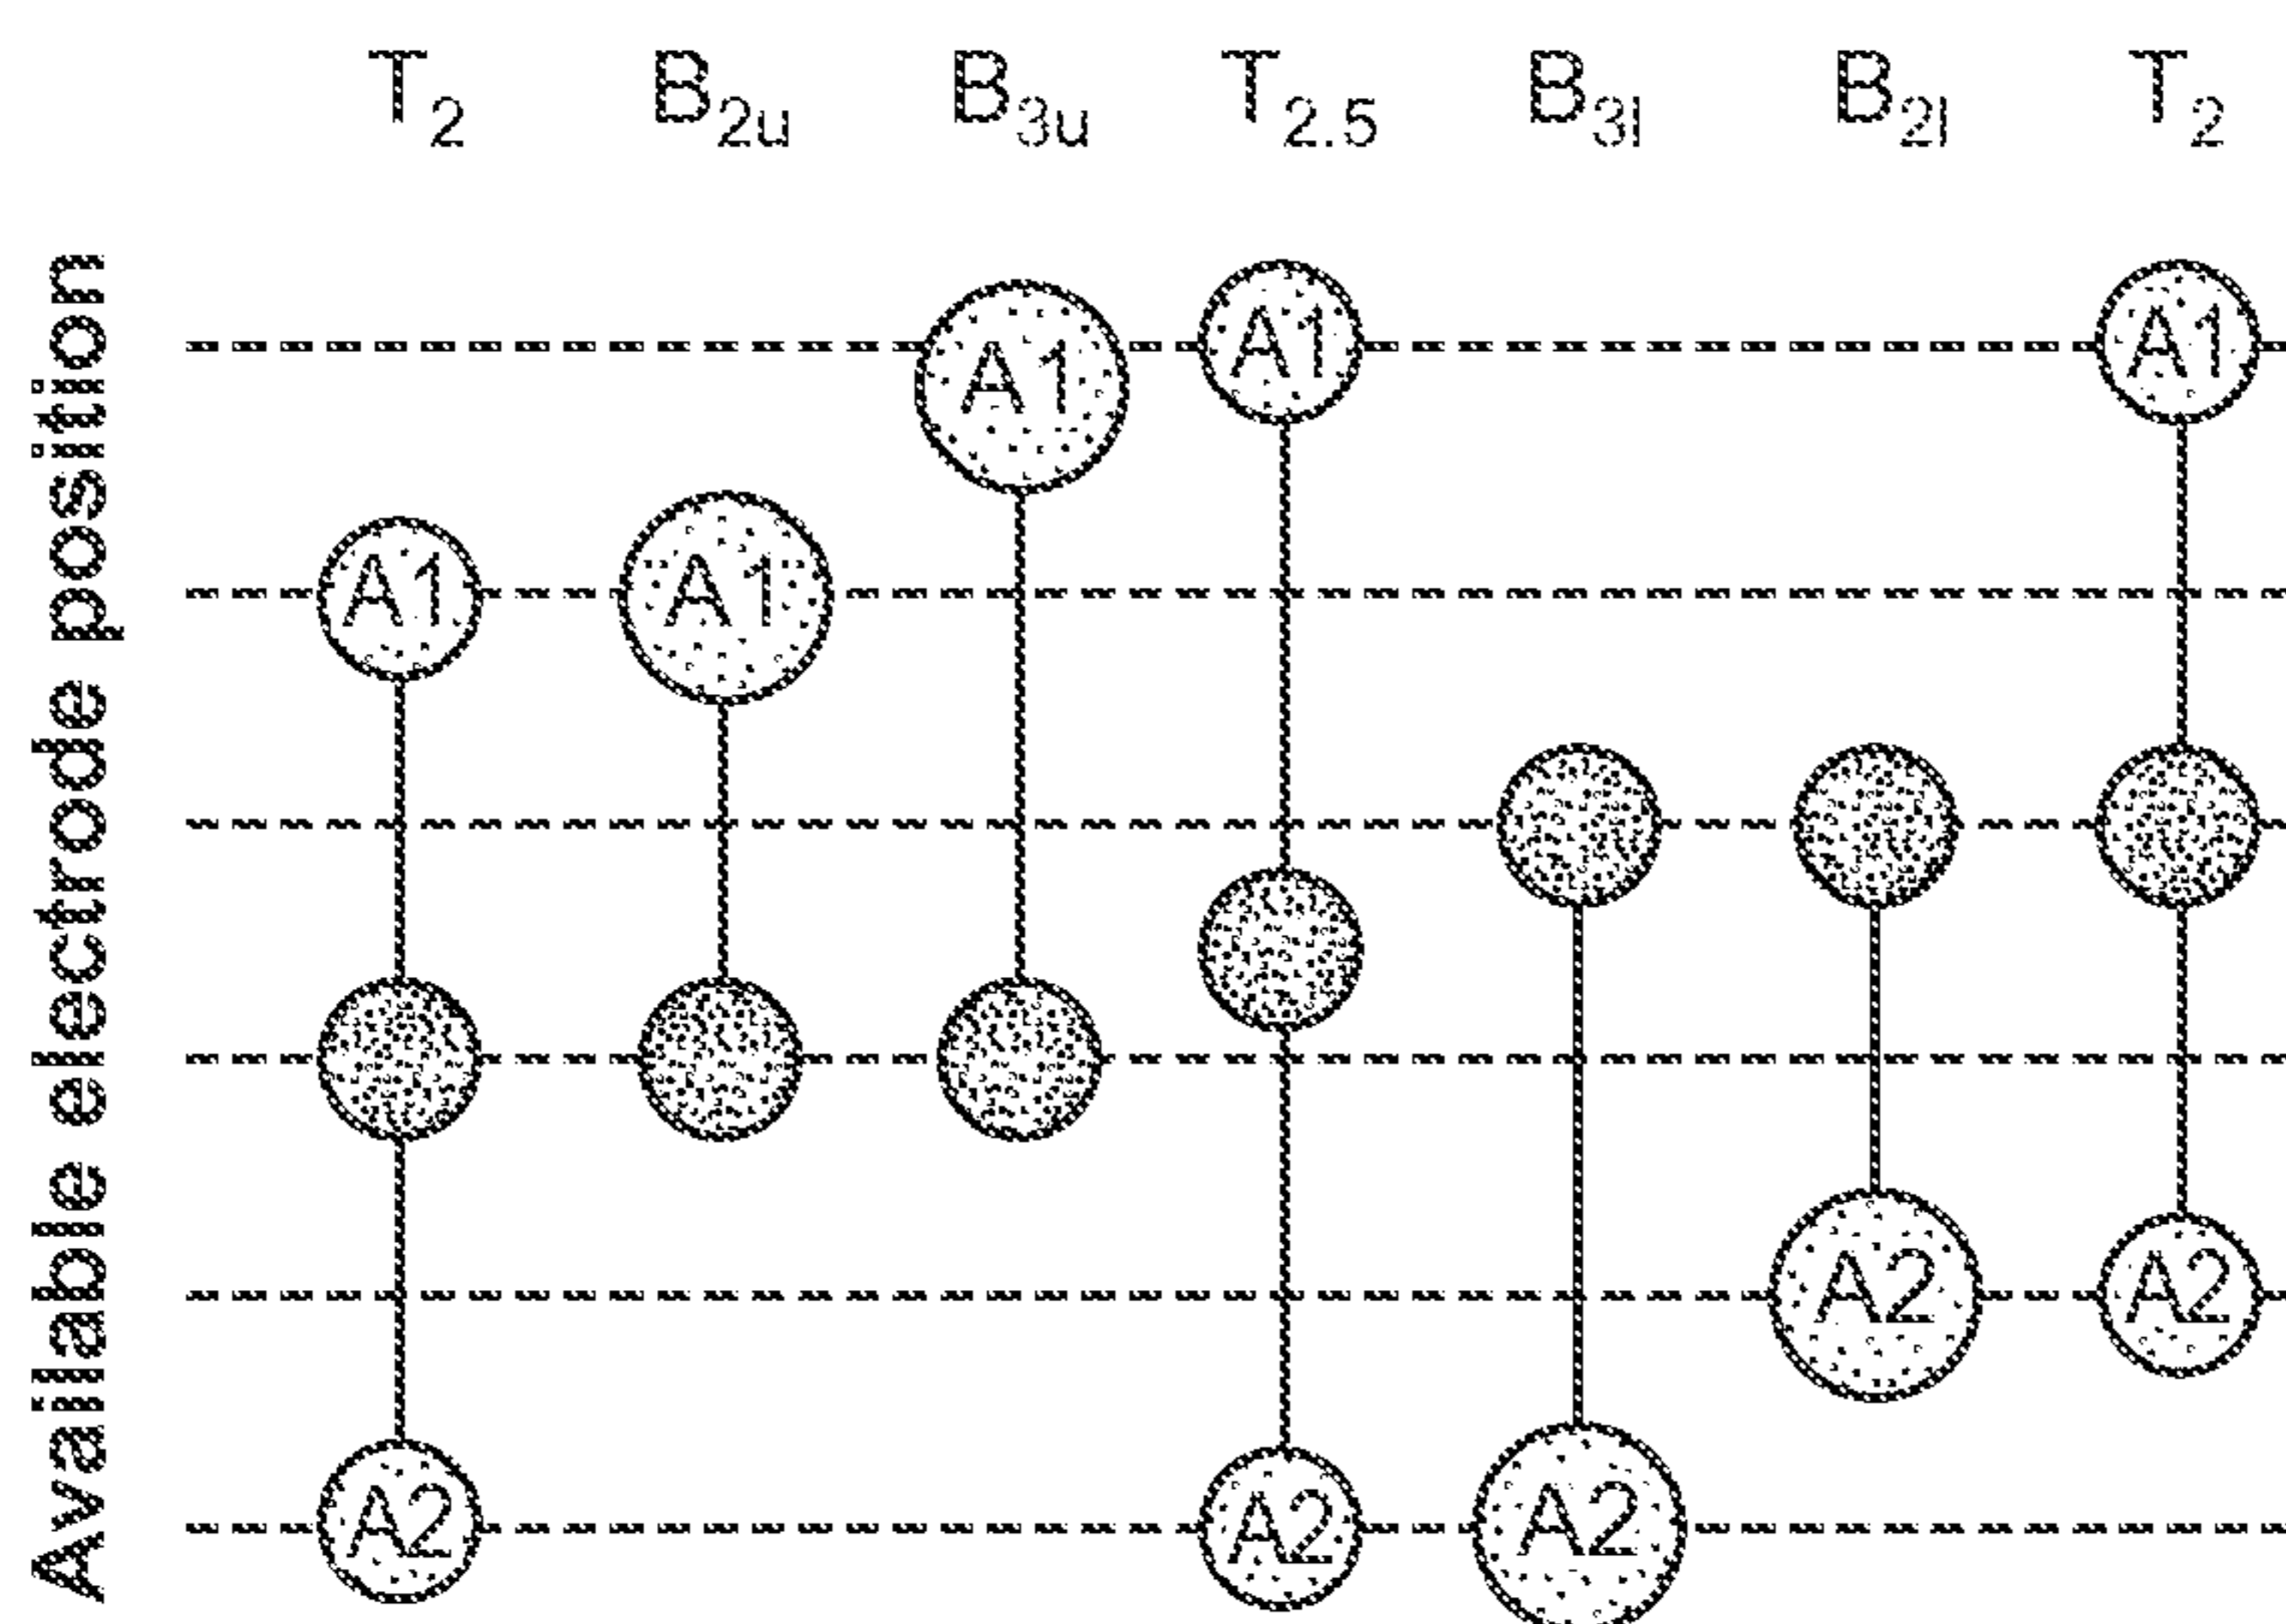 T2 B2u B3u T2.5 B3l B2l T2
Available electrode position
A1 A1 A1
A1 A1
A2 A2
A2 A2 A2